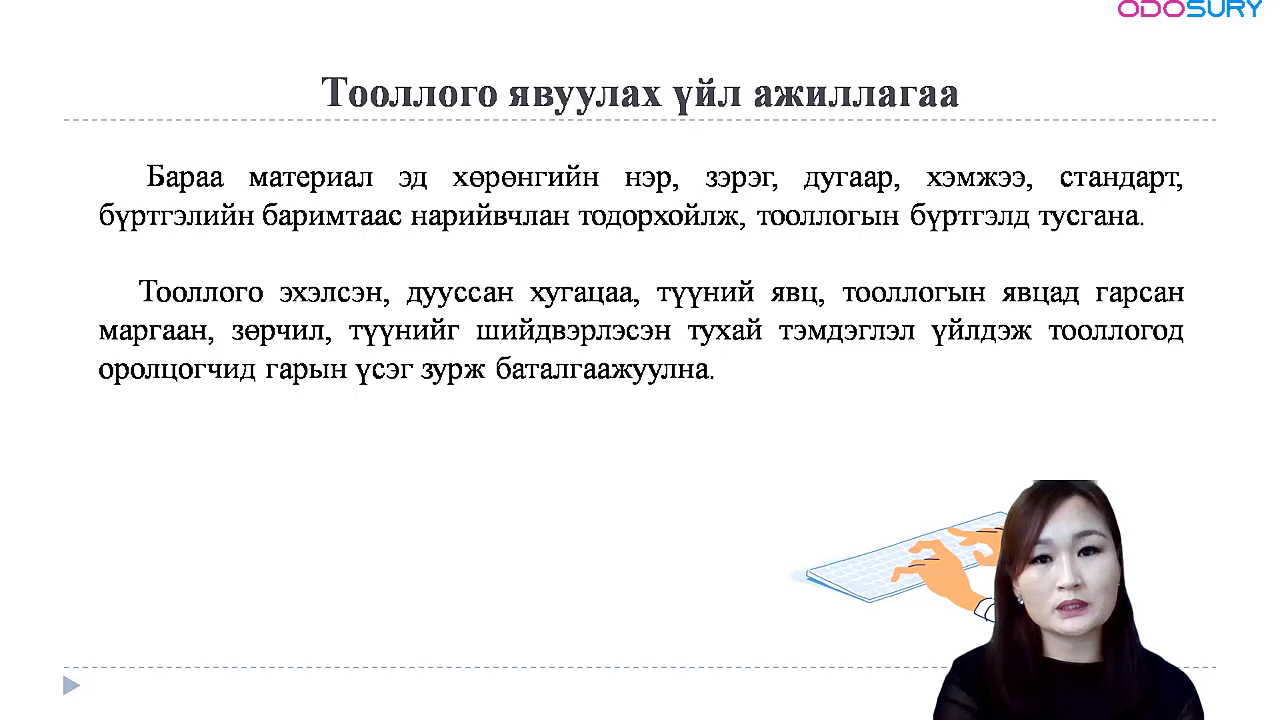 ODOSURY
Тооллого явуулах үйл ажиллагаа
Бараа материал эд хөрөнгийн нэр, зэрэг, дугаар, хэмжээ, стандарт,
бүртгэлийн баримтаас нарийвчлан тодорхойлж, тооллогын бүртгэлд тусгана.
Тооллого эхэлсэн, дууссан хугацаа, түүний явц, тооллогын явцад гарсан
маргаан, зөрчил, түүнийг шийдвэрлэсэн тухай тэмдэглэл үйлдэж тооллогод
оролцогчид гарын үсэг зурж баталгаажуулна.